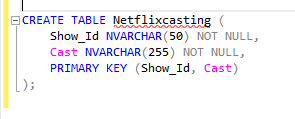 CREATE TABLE Netflixcasting (
Show_Id NVARCHAR(50) NOT NULL,
Cast NVARCHAR(255) NOT NULL,
PRIMARY KEY (Show_Id, Cast)
);